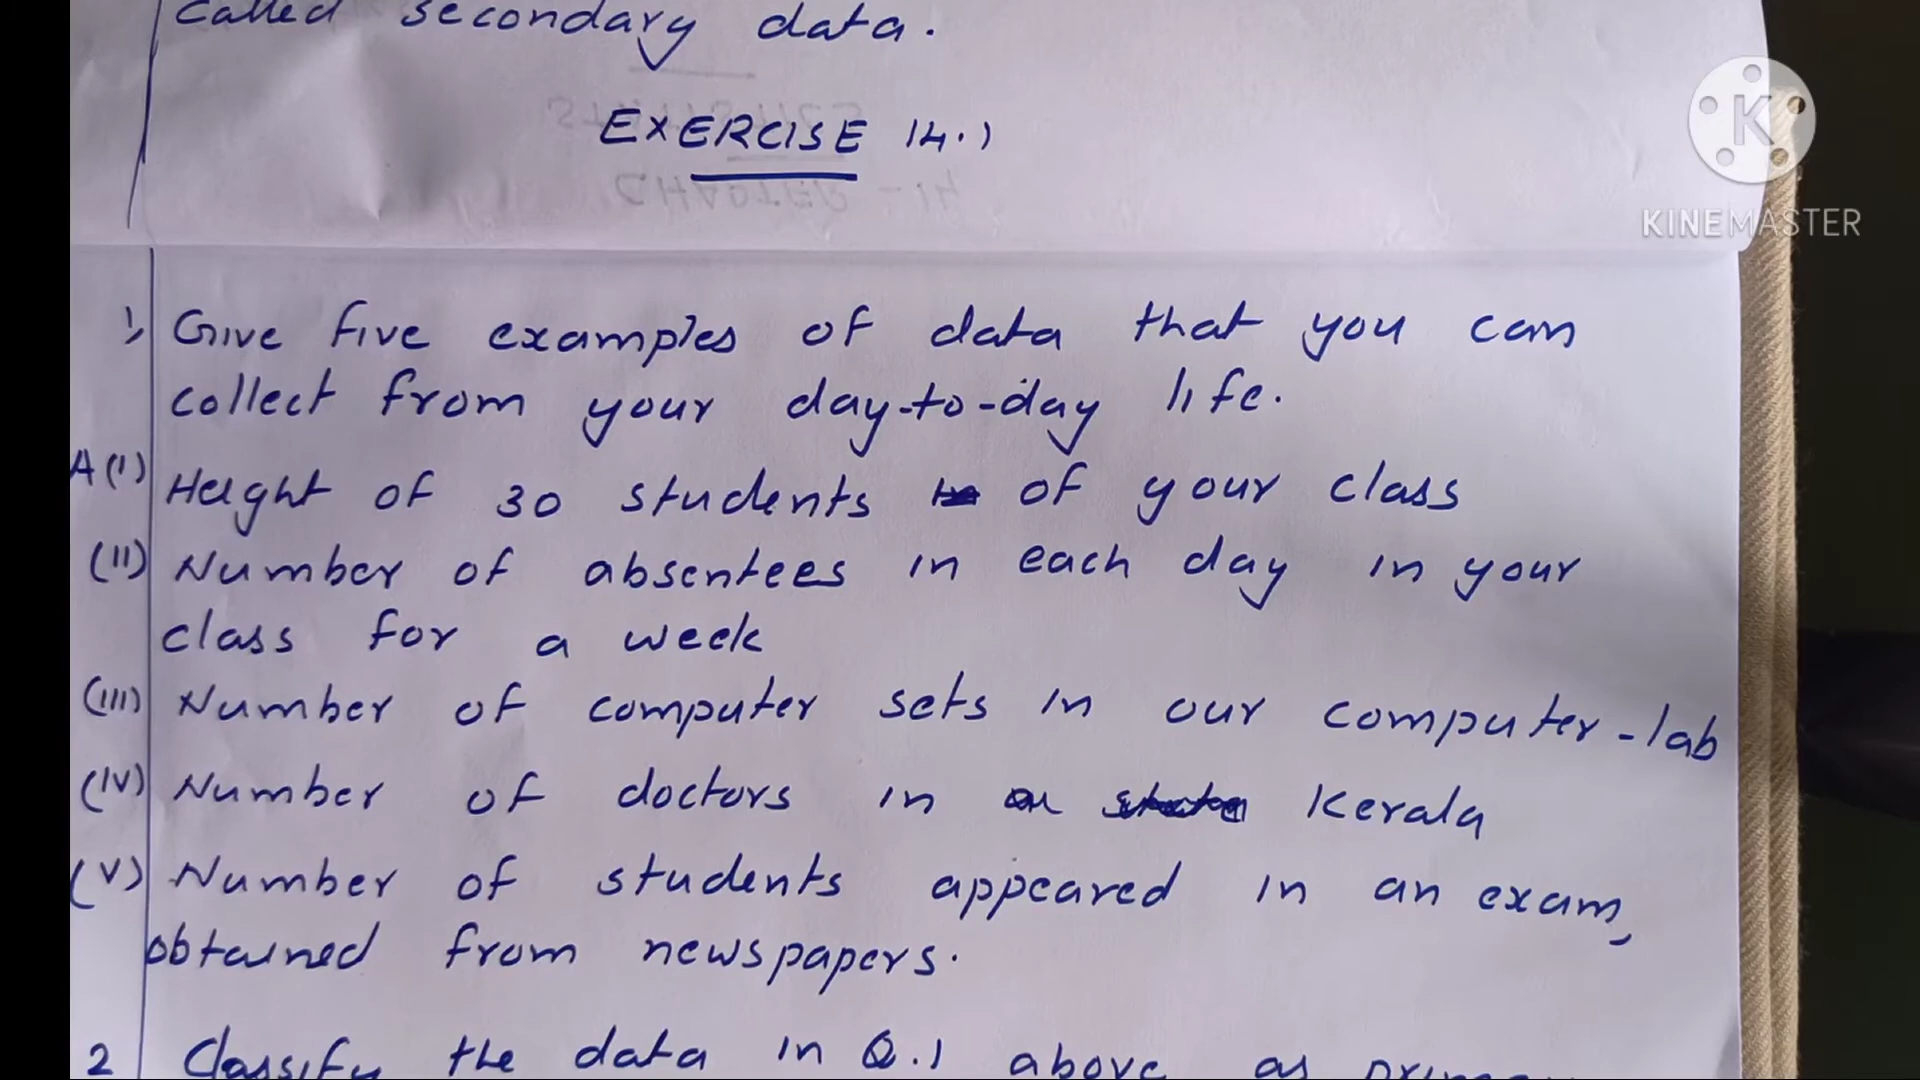 called secondary data.
EXERCISE 14.1
1, Give five examples of data that you can
collect from your day-to-day life.
A (i) Height of 30 students of your class
(ii) Number of absentees in each day in your
class for a week
(iii) Number of computer sets in our computer-lab
(iv) Number of doctors in Kerala
(v) Number of students appeared in an exam,
obtained from newspapers.
2 Classify the data in Q.1 above as
K
KINEMASTER